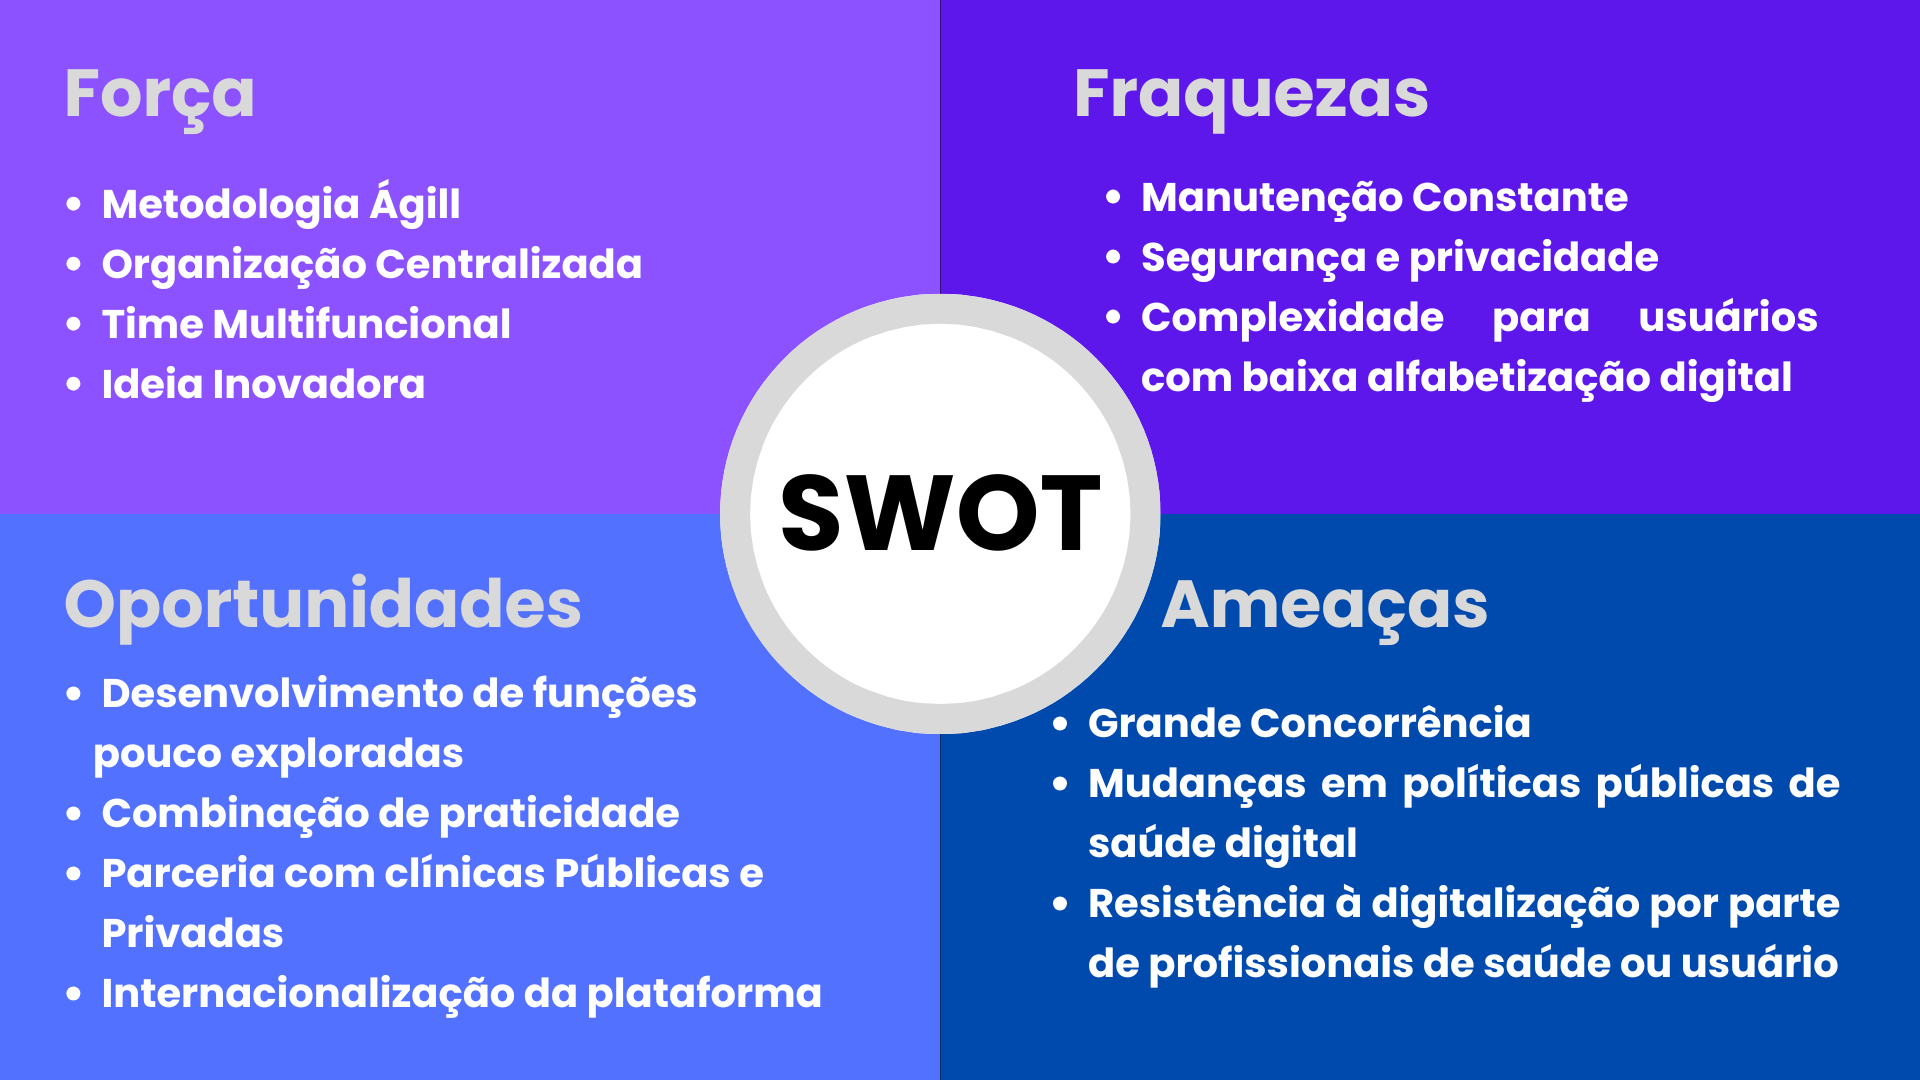 Força
• Metodologia Ágill
• Organização Centralizada
• Time Multifuncional
• Ideia Inovadora
Fraquezas
• Manutenção Constante
• Segurança e privacidade
• Complexidade para usuários
com baixa alfabetização digital
SWOT
Oportunidades
• Desenvolvimento de funções
pouco exploradas
• Combinação de praticidade
• Parceria com clínicas Públicas e
Privadas
• Internacionalização da plataforma
Ameaças
• Grande Concorrência
• Mudanças em políticas públicas de
saúde digital
• Resistência à digitalização por parte
de profissionais de saúde ou usuário